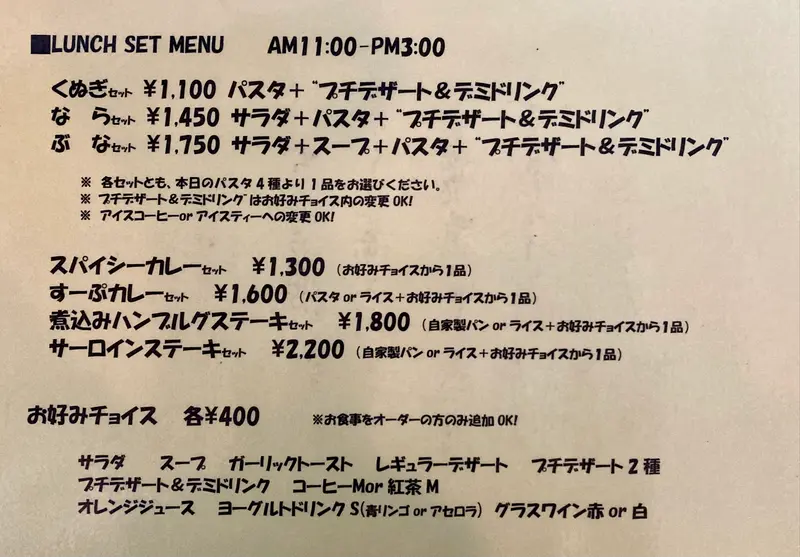 ■LUNCH SET MENU AM11:00-PM3:00
くぬぎセット ¥1,100 パスタ+“プチデザート&デミドリンク”
な らセット ¥1,450 サラダ+パスタ+“プチデザート&デミドリンク”
ぶ なセット ¥1,750 サラダ+スープ+パスタ+“プチデザート&デミドリンク”
※ 各セットとも、本日のパスタ4種より1品をお選びください。
※ プチデザート&デミドリンクはお好みチョイス内の変更OK!
※ アイスコーヒーorアイスティーへの変更OK!
スパイシーカレーセット ¥1,300 (お好みチョイスから1品)
すーぷカレーセット ¥1,600 (パスタorライス+お好みチョイスから1品)
煮込みハンブルグステーキセット ¥1,800 (自家製パンorライス+お好みチョイスから1品)
サーロインステーキセット ¥2,200 (自家製パンorライス+お好みチョイスから1品)
お好みチョイス 各¥400 ※お食事をオーダーの方のみ追加OK!
サラダ スープ ガーリックトースト レギュラーデザート プチデザート2種
プチデザート&デミドリンク コーヒーMor紅茶M
オレンジジュース ヨーグルトドリンクS(青リンゴorアセロラ) グラスワイン赤or白